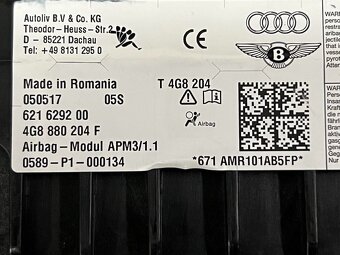 Autoliv B.V & Co. KG
Theodor-Heuss-Str.2
D - 85221 Dachau
Tel: +49 8131 295 0
CE
B
Made in Romania
T 4G8 204
050517 05S
621 6292 00
4G8 880 204 F
Airbag
Airbag-Modul APM3/1.1
0589-P1-000134
*671 AMR101AB5FP*